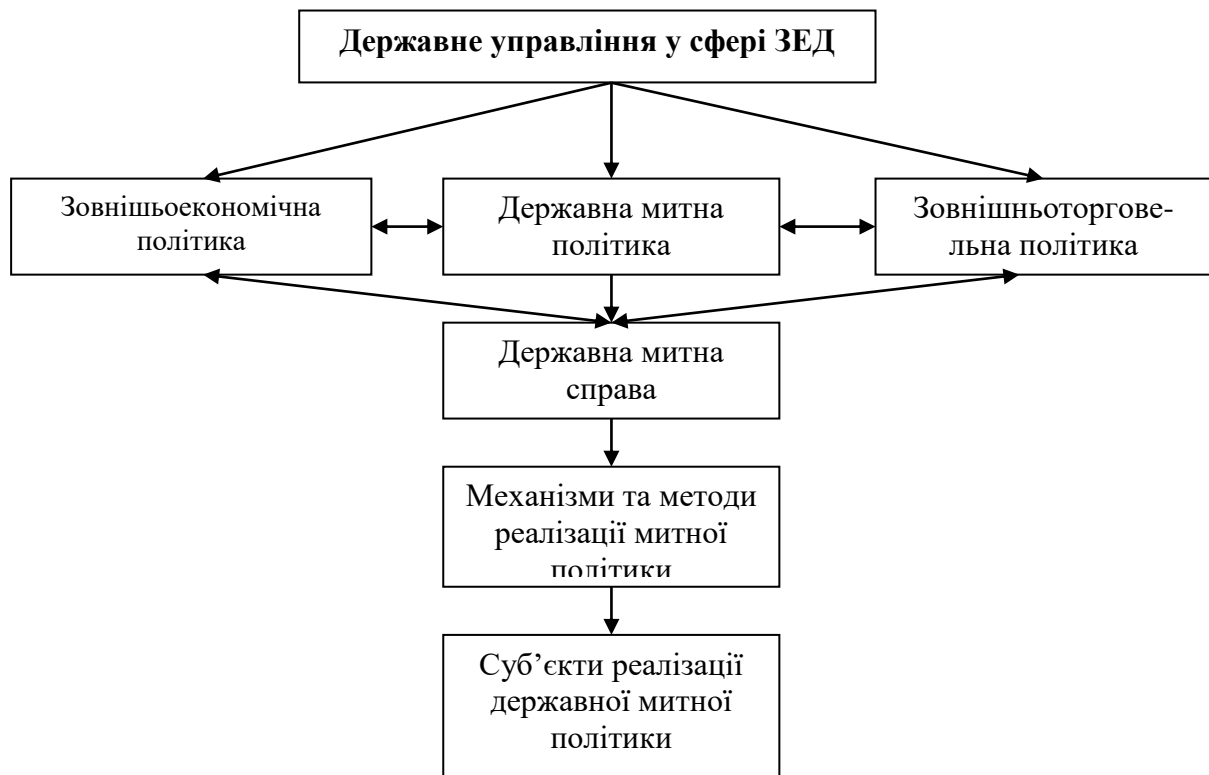 Державне управління у сфері ЗЕД
Зовнішьоекономічна
політика
Державна митна
політика
Зовнішньоторгове-
льна політика
Державна митна
справа
Механізми та методи
реалізації митної
політики
Суб’єкти реалізації
державної митної
політики